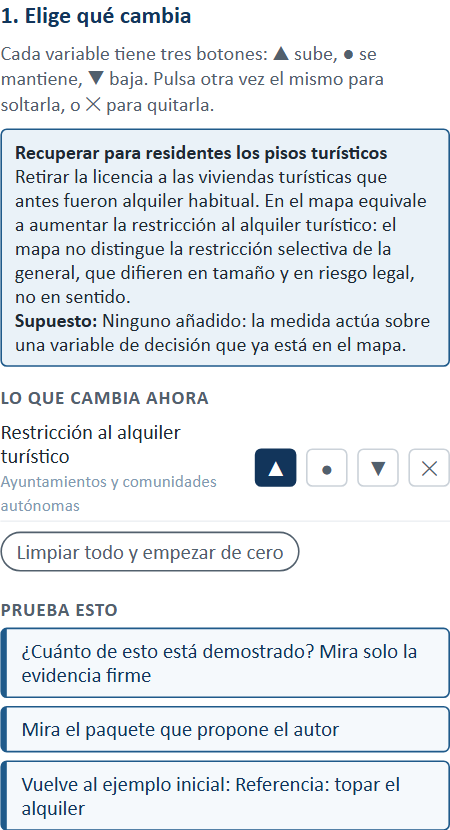 1. Elige qué cambia
Cada variable tiene tres botones: ▲ sube, ● se
mantiene, ▼ baja. Pulsa otra vez el mismo para
soltarla, o ✕ para quitarla.
Recuperar para residentes los pisos turísticos
Retirar la licencia a las viviendas turísticas que
antes fueron alquiler habitual. En el mapa equivale
a aumentar la restricción al alquiler turístico: el
mapa no distingue la restricción selectiva de la
general, que difieren en tamaño y en riesgo legal,
no en sentido.
Supuesto: Ninguno añadido: la medida actúa sobre
una variable de decisión que ya está en el mapa.
LO QUE CAMBIA AHORA
Restricción al alquiler
turístico
Ayuntamientos y comunidades
autónomas
▲ ● ▼ ✕
Limpiar todo y empezar de cero
PRUEBA ESTO
¿Cuánto de esto está demostrado? Mira solo la
evidencia firme
Mira el paquete que propone el autor
Vuelve al ejemplo inicial: Referencia: topar el
alquiler